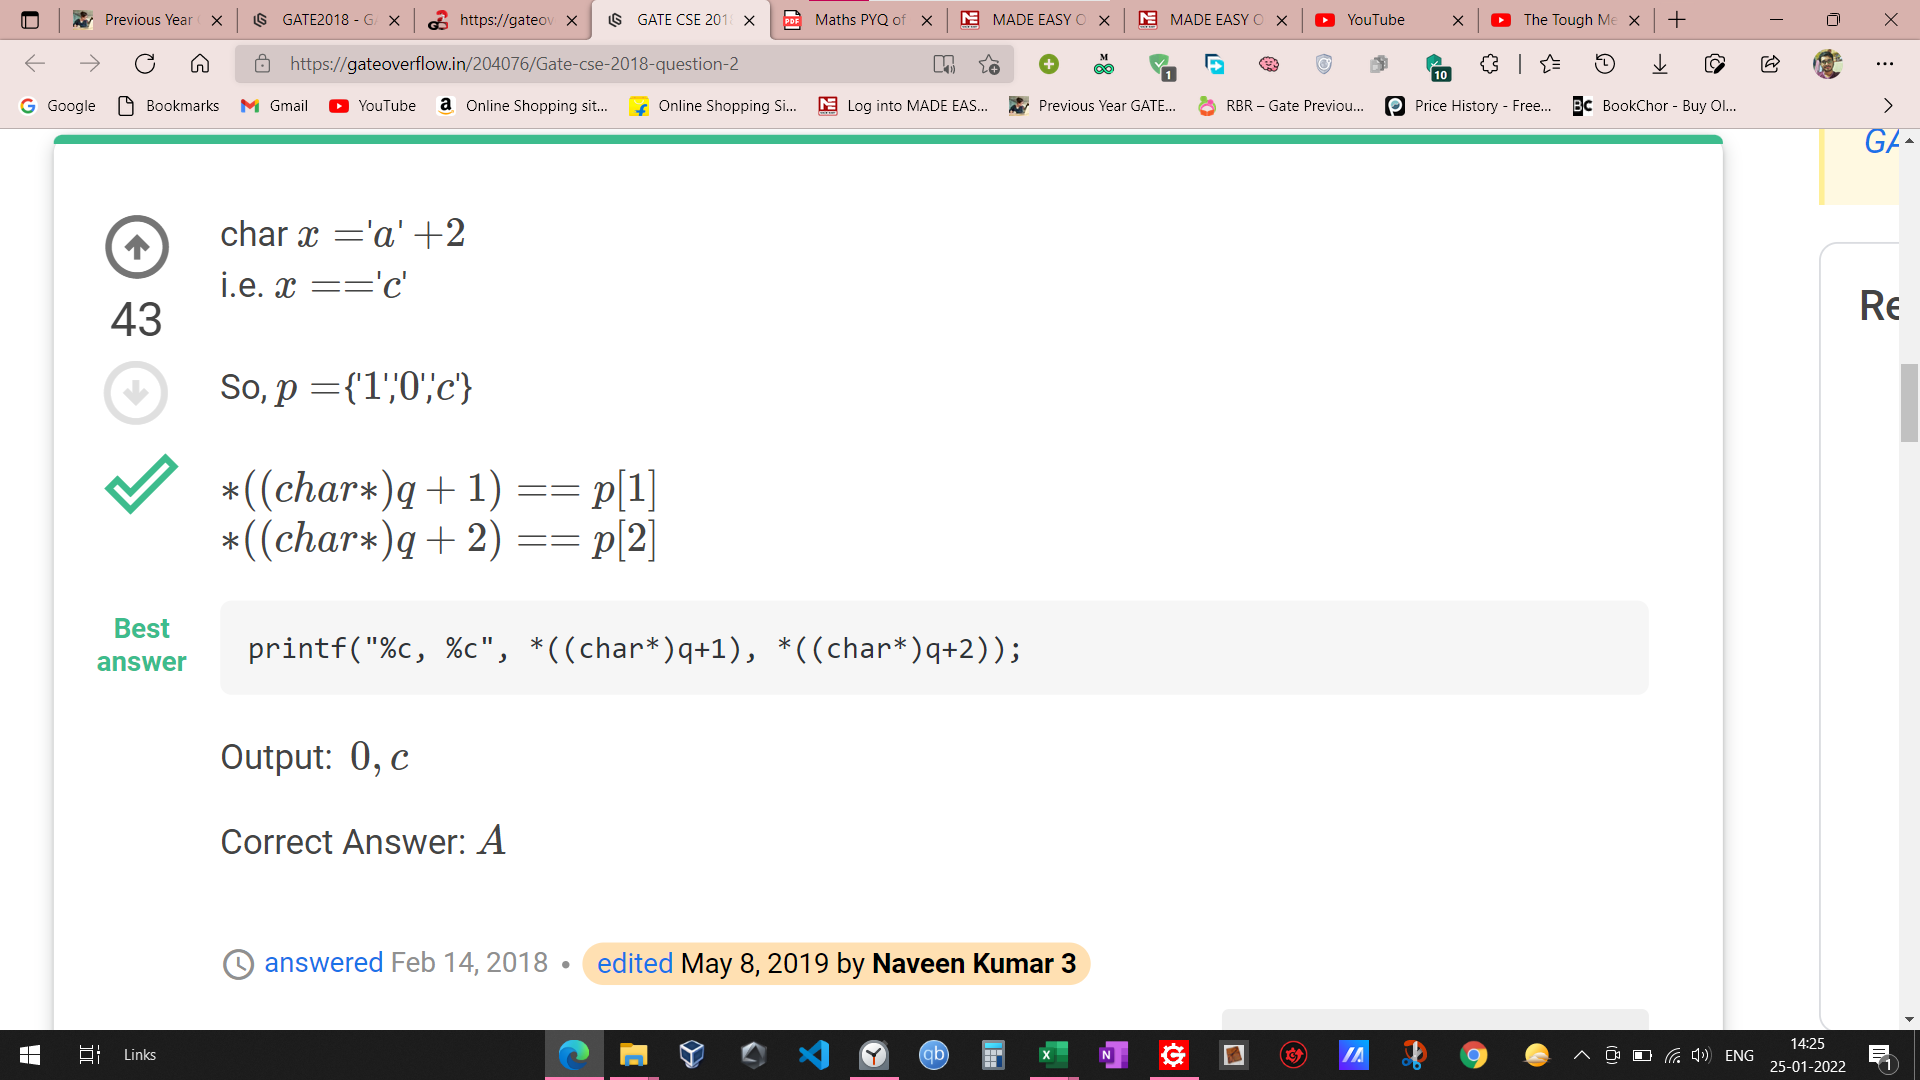 Previous Year
GATE2018 - GA
https://gateov
GATE CSE 201
Maths PYQ of
MADE EASY O
MADE EASY O
YouTube
The Tough Me
https://gateoverflow.in/204076/Gate-cse-2018-question-2
M
1
10
Google
Bookmarks
Gmail
YouTube
Online Shopping sit...
Online Shopping Si...
Log into MADE EAS...
Previous Year GATE...
RBR – Gate Previou...
Price History - Free...
BookChor - Buy Ol...
GA
char x ='a' +2
i.e. x =='c'
43
Re
So, p ={'1','0','c'}
*((char*)q + 1) == p[1]
*((char*)q + 2) == p[2]
Best
answer
printf("%c, %c", *((char*)q+1), *((char*)q+2));
Output: 0, c
Correct Answer: A
answered Feb 14, 2018 • edited May 8, 2019 by Naveen Kumar 3
Links
ENG
14:25
25-01-2022
1